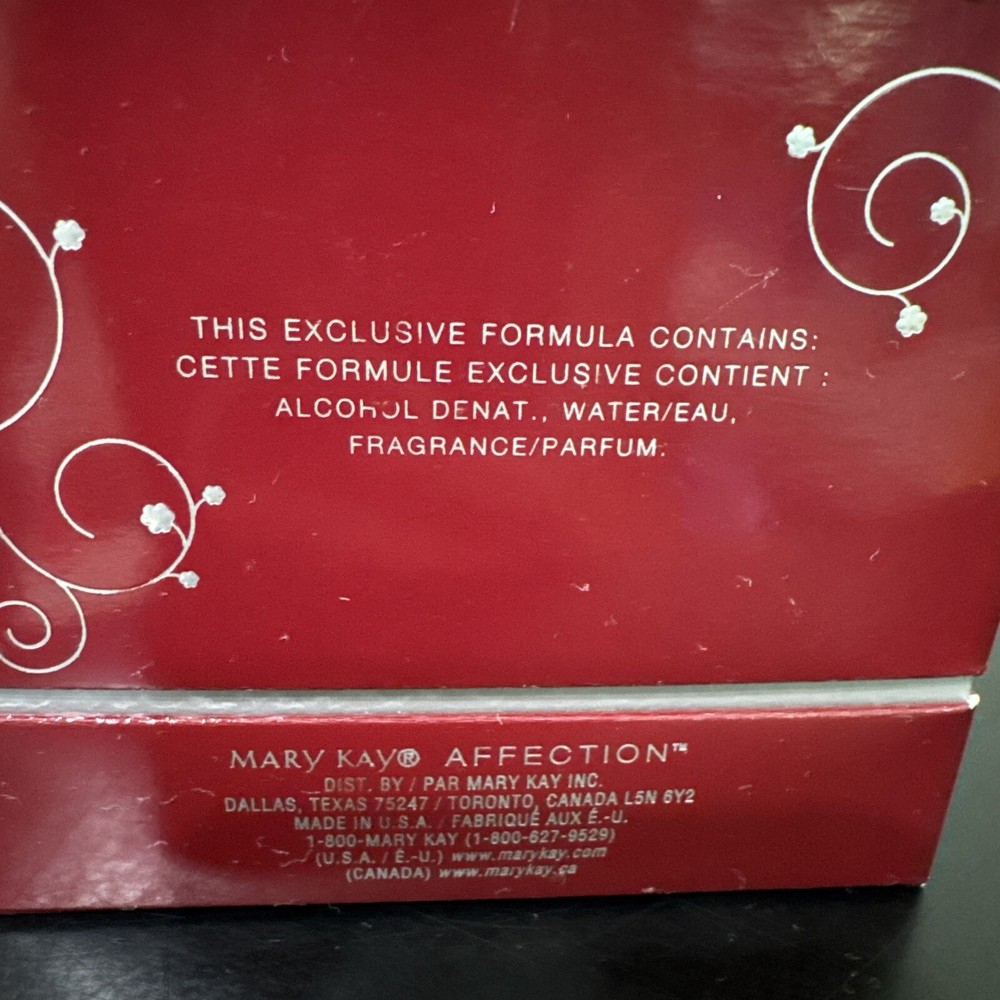 THIS EXCLUSIVE FORMULA CONTAINS:
CETTE FORMULE EXCLUSIVE CONTIENT :
ALCOHOL DENAT., WATER/EAU,
FRAGRANCE/PARFUM.
MARY KAY® AFFECTION™
DIST. BY / PAR MARY KAY INC.
DALLAS, TEXAS 75247 / TORONTO, CANADA L5N 6Y2
MADE IN U.S.A. / FABRIQUÉ AUX É.-U.
1-800-MARY KAY (1-800-627-9529)
(U.S.A. / É.-U.) www.marykay.com
(CANADA) www.marykay.ca